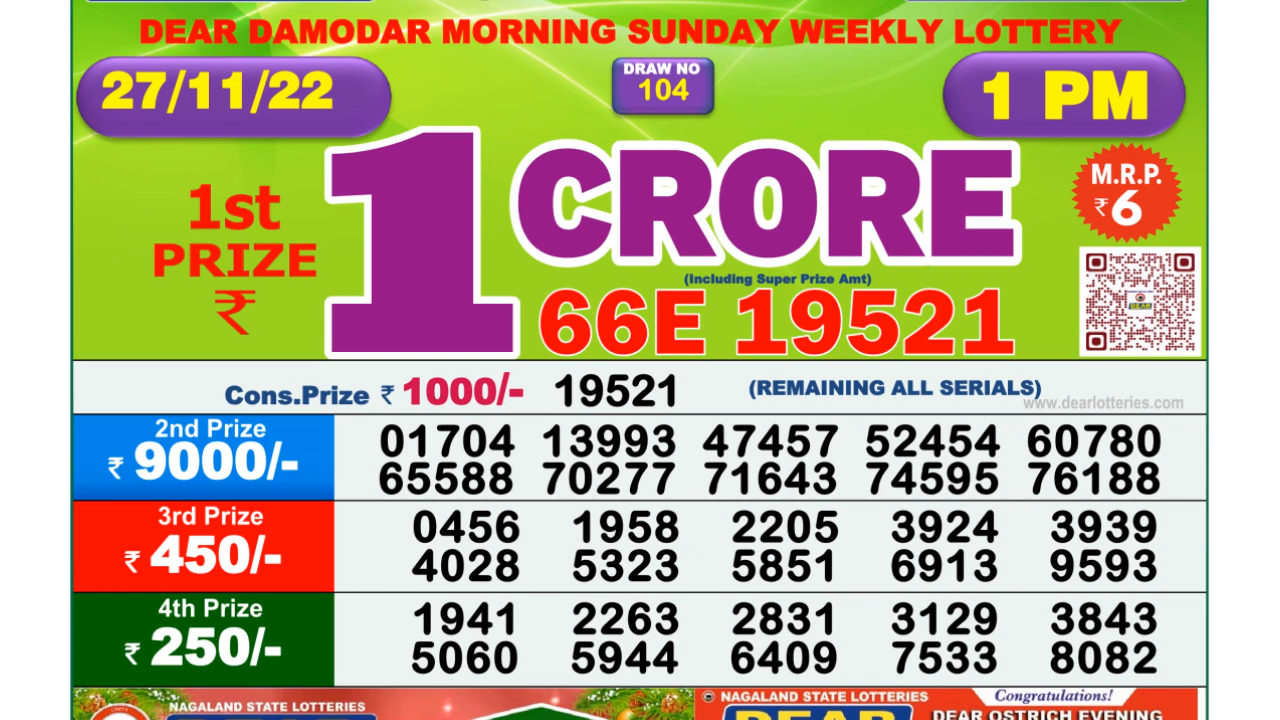 DEAR DAMODAR MORNING SUNDAY WEEKLY LOTTERY
27/11/22
DRAW NO
104
1 PM
1st
PRIZE
₹
1 CRORE
(Including Super Prize Amt)
66E 19521
M.R.P.
₹ 6
DEAR
Cons.Prize ₹ 1000/- 19521 (REMAINING ALL SERIALS)
www.dearlotteries.com
2nd Prize
₹ 9000/-
01704 13993 47457 52454 60780
65588 70277 71643 74595 76188
3rd Prize
₹ 450/-
0456 1958 2205 3924 3939
4028 5323 5851 6913 9593
4th Prize
₹ 250/-
1941 2263 2831 3129 3843
5060 5944 6409 7533 8082
NAGALAND STATE LOTTERIES
NAGALAND STATE LOTTERIES
Congratulations!
DEAR
DEAR OSTRICH EVENING